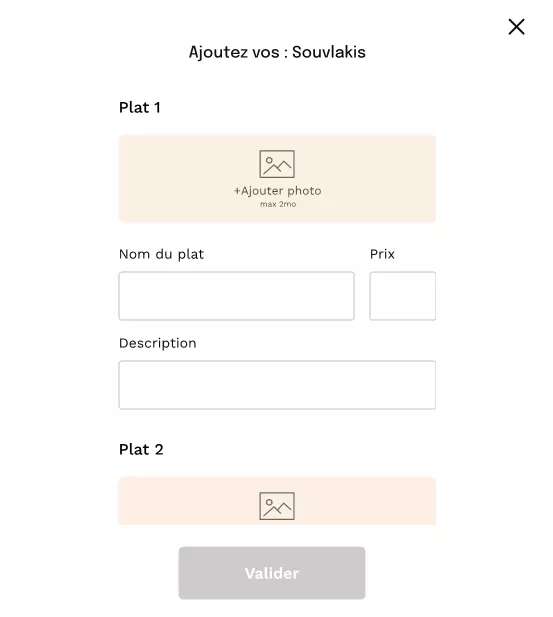 Ajoutez vos : Souvlakis
Plat 1
+Ajouter photo
max 2mo
Nom du plat Prix
Description
Plat 2
Valider